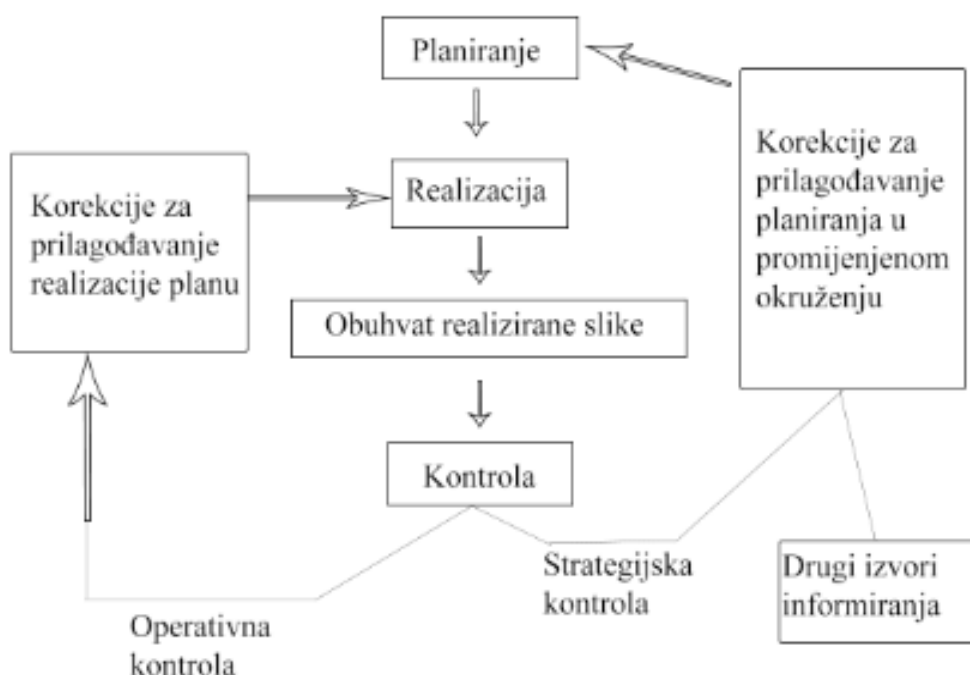 Planiranje
Korekcije za
prilagođavanje
planiranja u
promijenjenom
okruženju
Realizacija
Korekcije za
prilagođavanje
realizacije planu
Obuhvat realizirane slike
Kontrola
Strategijska
kontrola
Drugi izvori
informiranja
Operativna
kontrola